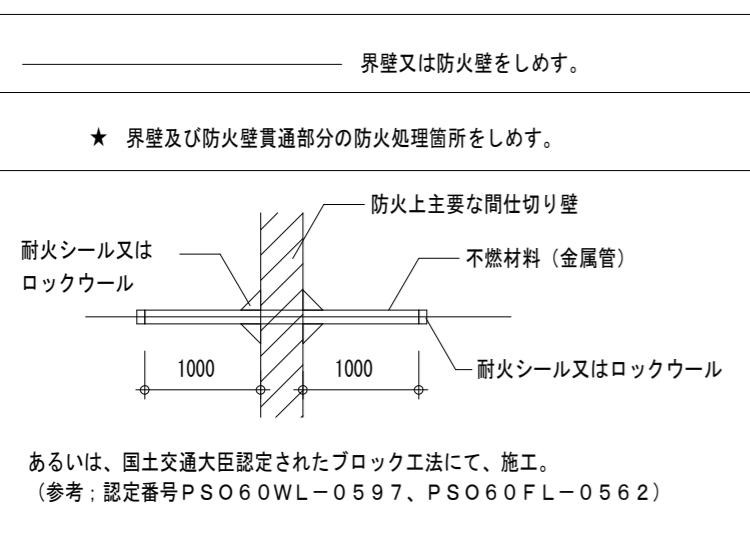 界壁又は防火壁をしめす。
★ 界壁及び防火壁貫通部分の防火処理箇所をしめす。
防火上主要な間仕切り壁
耐火シール又は
ロックウール
不燃材料（金属管）
1000
1000
耐火シール又はロックウール
あるいは、国土交通大臣認定されたブロック工法にて、施工。
（参考；認定番号ＰＳＯ６０ＷＬ－０５９７、ＰＳＯ６０ＦＬ－０５６２）